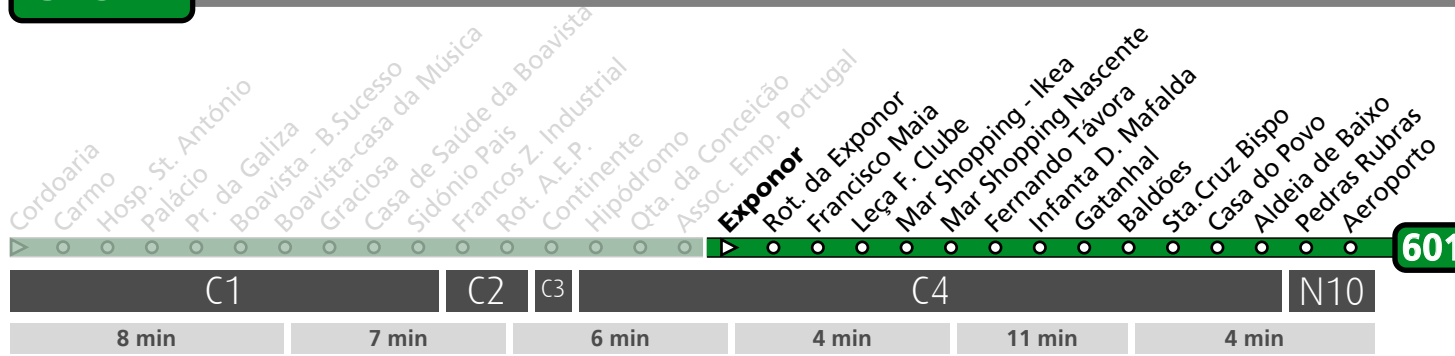 Cordoaria
Carmo
Hosp. St. António
Palácio
Pr. da Galiza
Boavista - B.Sucesso
Boavista-casa da Música
Graciosa
Casa de Saúde da Boavista
Sidónio Pais
Francos Z. Industrial
Rot. A.E.P.
Continente
Hipódromo
Qta. da Conceição
Assoc. Emp. Portugal
Exponor
Rot. da Exponor
Francisco Maia
Leça F. Clube
Mar Shopping - Ikea
Mar Shopping Nascente
Fernando Távora
Infanta D. Mafalda
Gatanhal
Baldões
Sta.Cruz Bispo
Casa do Povo
Aldeia de Baixo
Pedras Rubras
Aeroporto
601
C1 C2 C3 C4 N10
8 min 7 min 6 min 4 min 11 min 4 min